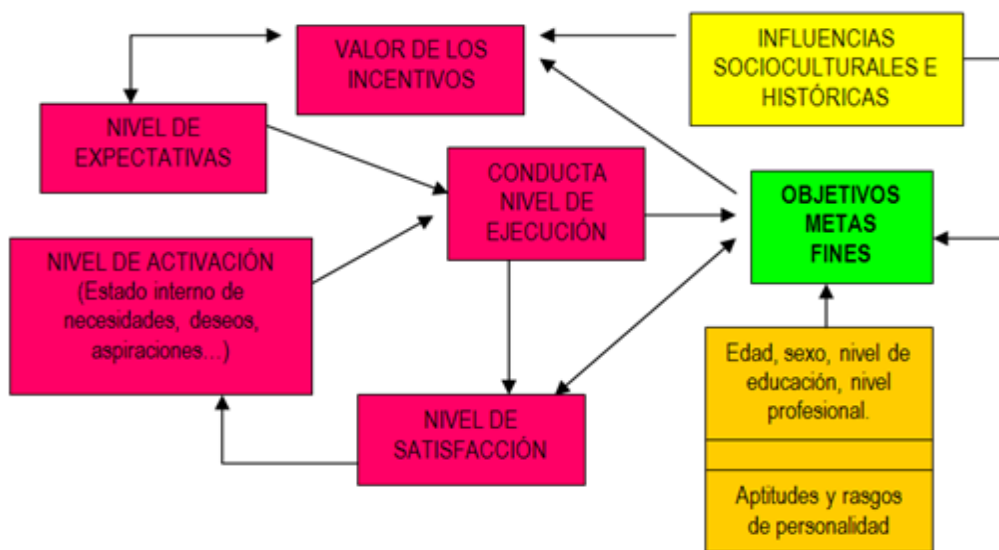 VALOR DE LOS
INCENTIVOS
INFLUENCIAS
SOCIOCULTURALES E
HISTÓRICAS
NIVEL DE
EXPECTATIVAS
CONDUCTA
NIVEL DE
EJECUCIÓN
OBJETIVOS
METAS
FINES
NIVEL DE ACTIVACIÓN
(Estado interno de
necesidades, deseos,
aspiraciones...)
Edad, sexo, nivel de
educación, nivel
profesional.
NIVEL DE
SATISFACCIÓN
Aptitudes y rasgos
de personalidad